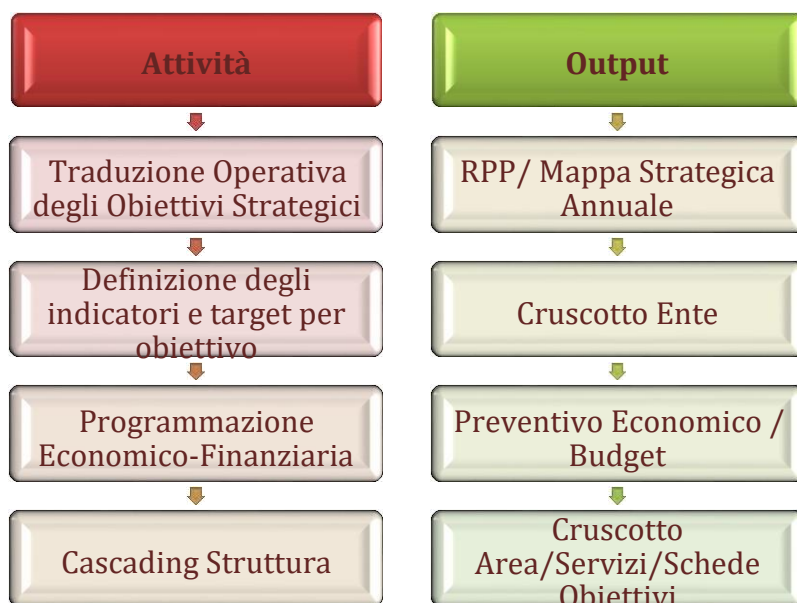 Attività
Traduzione Operativa
degli Obiettivi Strategici
Definizione degli
indicatori e target per
obiettivo
Programmazione
Economico-Finanziaria
Cascading Struttura
Output
RPP/ Mappa Strategica
Annuale
Cruscotto Ente
Preventivo Economico /
Budget
Cruscotto
Area/Servizi/Schede
Obiettivi